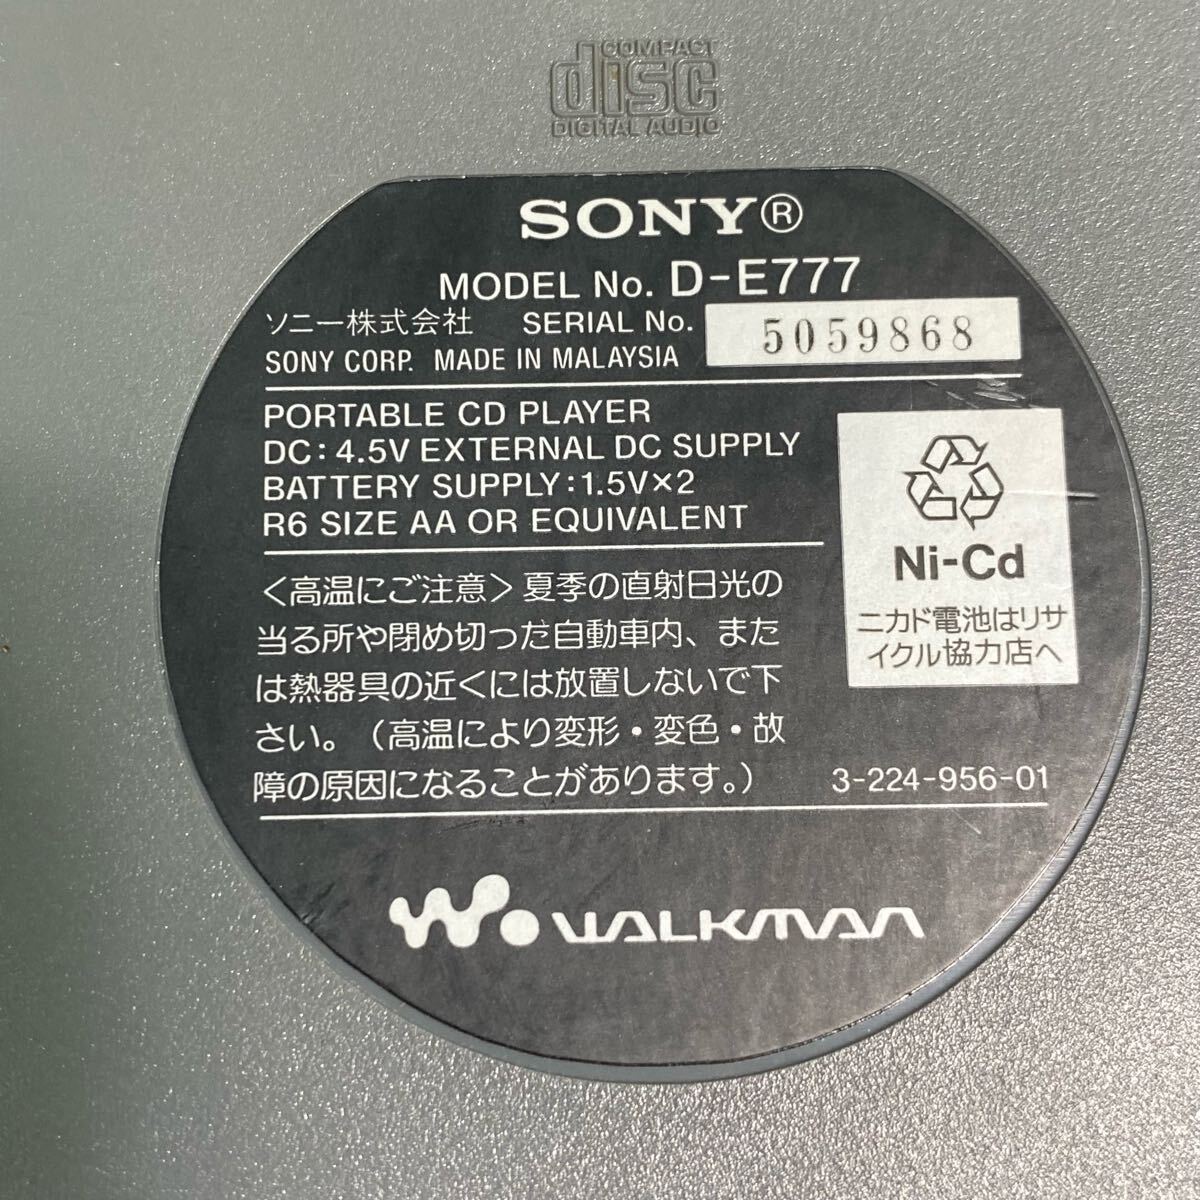 COMPACT
disc
DIGITAL AUDIO
SONY®
MODEL No. D-E777
ソニー株式会社 SERIAL No. 5059868
SONY CORP. MADE IN MALAYSIA
PORTABLE CD PLAYER
DC:4.5V EXTERNAL DC SUPPLY
BATTERY SUPPLY:1.5V×2
R6 SIZE AA OR EQUIVALENT
Ni-Cd
ニカド電池はリサ
イクル協力店へ
<高温にご注意>夏季の直射日光の
当る所や閉め切った自動車内、また
は熱器具の近くには放置しないで下
さい。(高温により変形・変色・故
障の原因になることがあります。)
3-224-956-01
WALKMAN